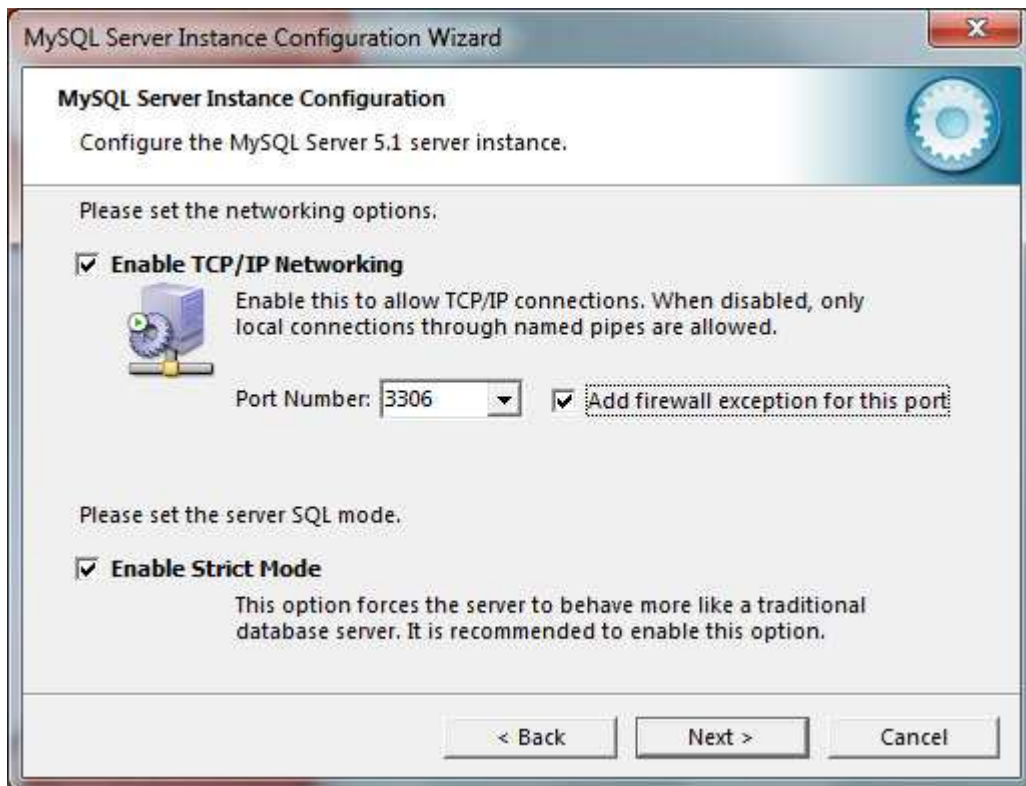 MySQL Server Instance Configuration Wizard
MySQL Server Instance Configuration
Configure the MySQL Server 5.1 server instance.
Please set the networking options.
Enable TCP/IP Networking
Enable this to allow TCP/IP connections. When disabled, only
local connections through named pipes are allowed.
Port Number: 3306 Add firewall exception for this port
Please set the server SQL mode.
Enable Strict Mode
This option forces the server to behave more like a traditional
database server. It is recommended to enable this option.
< Back Next > Cancel